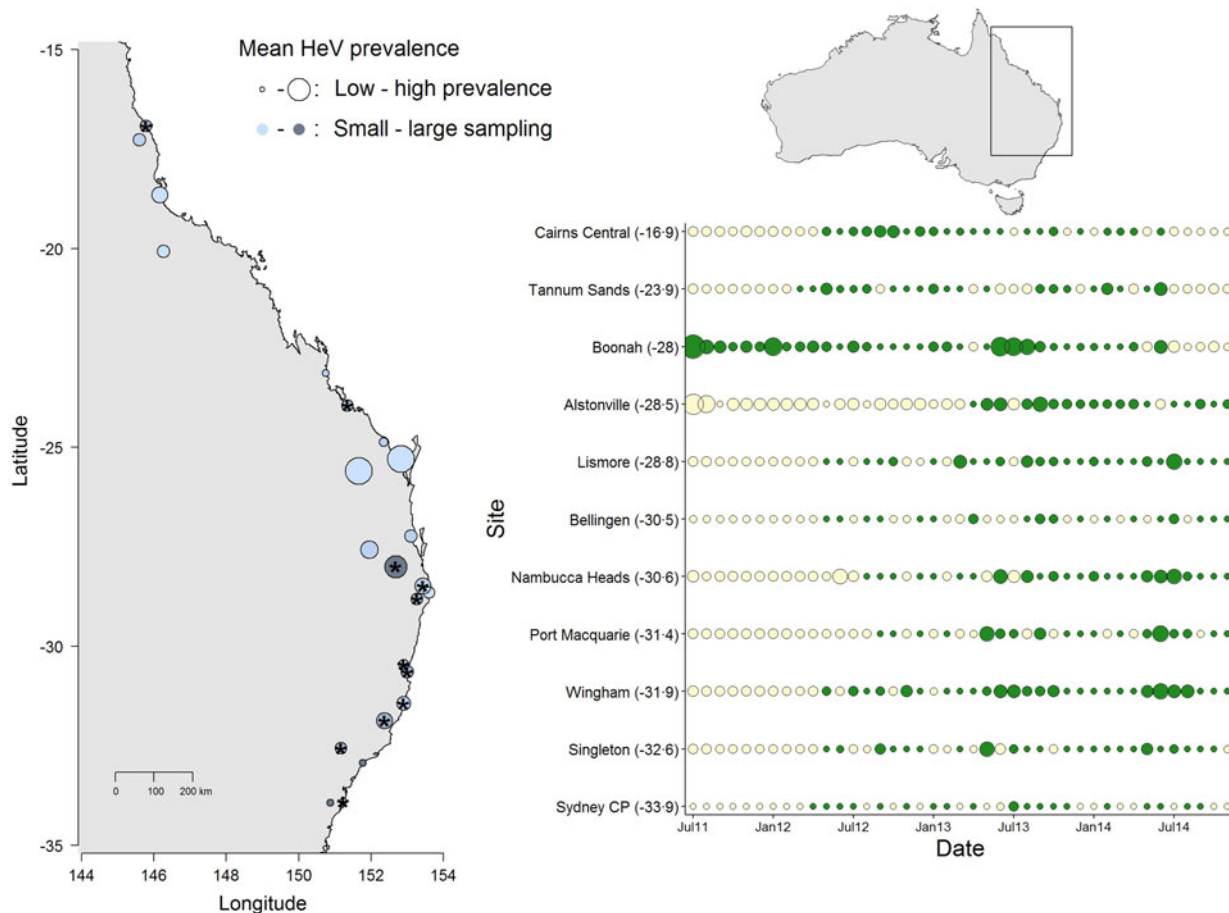 Mean HeV prevalence
-    : Low - high prevalence
-    : Small - large sampling
Latitude
-15
-20
-25
-30
-35
0 100 200 km
144 146 148 150 152 154
Longitude
Site
Cairns Central (-16·9)
Tannum Sands (-23·9)
Boonah (-28)
Alstonville (-28·5)
Lismore (-28·8)
Bellingen (-30·5)
Nambucca Heads (-30·6)
Port Macquarie (-31·4)
Wingham (-31·9)
Singleton (-32·6)
Sydney CP (-33·9)
Jul11 Jan12 Jul12 Jan13 Jul13 Jan14 Jul14
Date